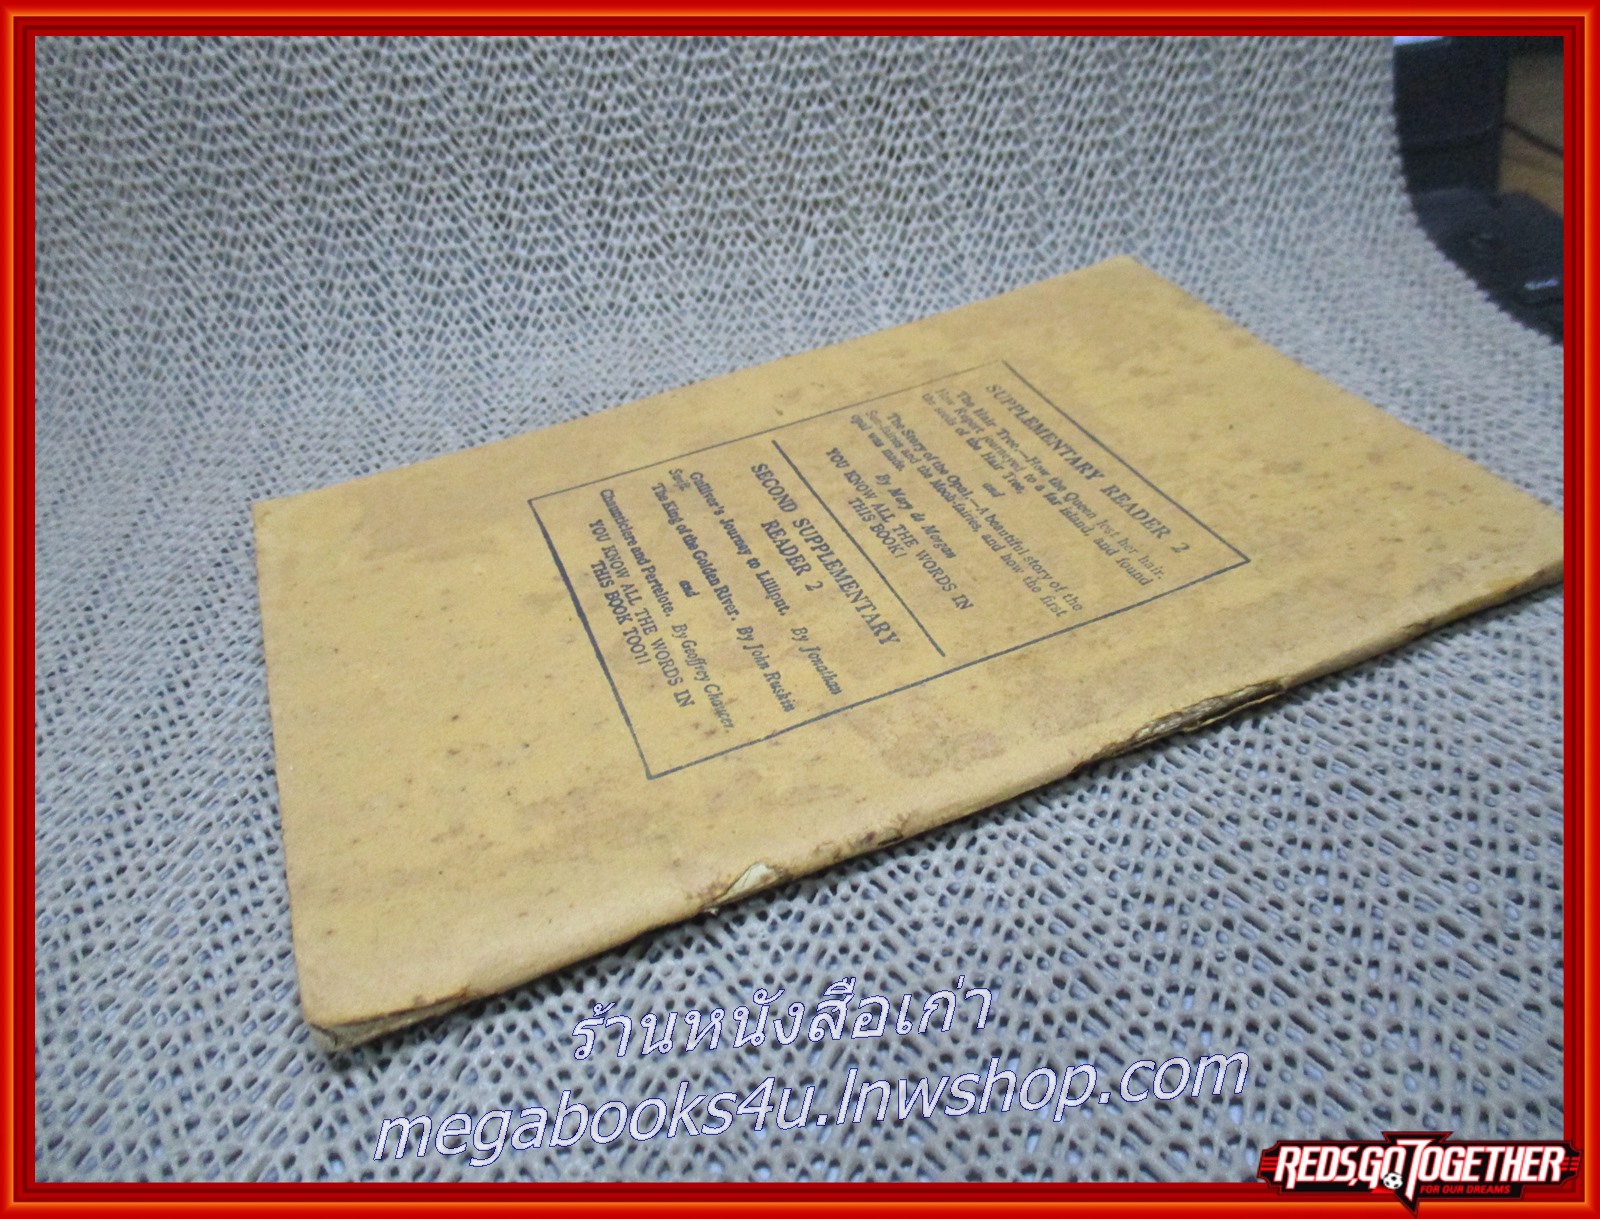 SUPPLEMENTARY READER 2
The Hair Tree.—How the Queen lost her hair.
How Rupert journeyed to a far island, and found
the seeds of the Hair Tree,
and
The Story of the Opal.—A beautiful story of the
and the Moon-fairies, and how the first
opal was made.
By Mary de Morgan
YOU KNOW ALL THE WORDS IN
THIS BOOK!
SECOND SUPPLEMENTARY
READER 2
Gulliver's Journey to Lilliput. By Jonathan
Swift.
The King of the Golden River. By John Ruskin
and
Chaunticlere and Pertelote. By Geoffrey Chaucer.
YOU KNOW ALL THE WORDS IN
THIS BOOK TOO!!
ร้านหนังสือเก่า
megabooks4u.lnwshop.com
REDS,GO TOGETHER
FOR OUR DREAMS